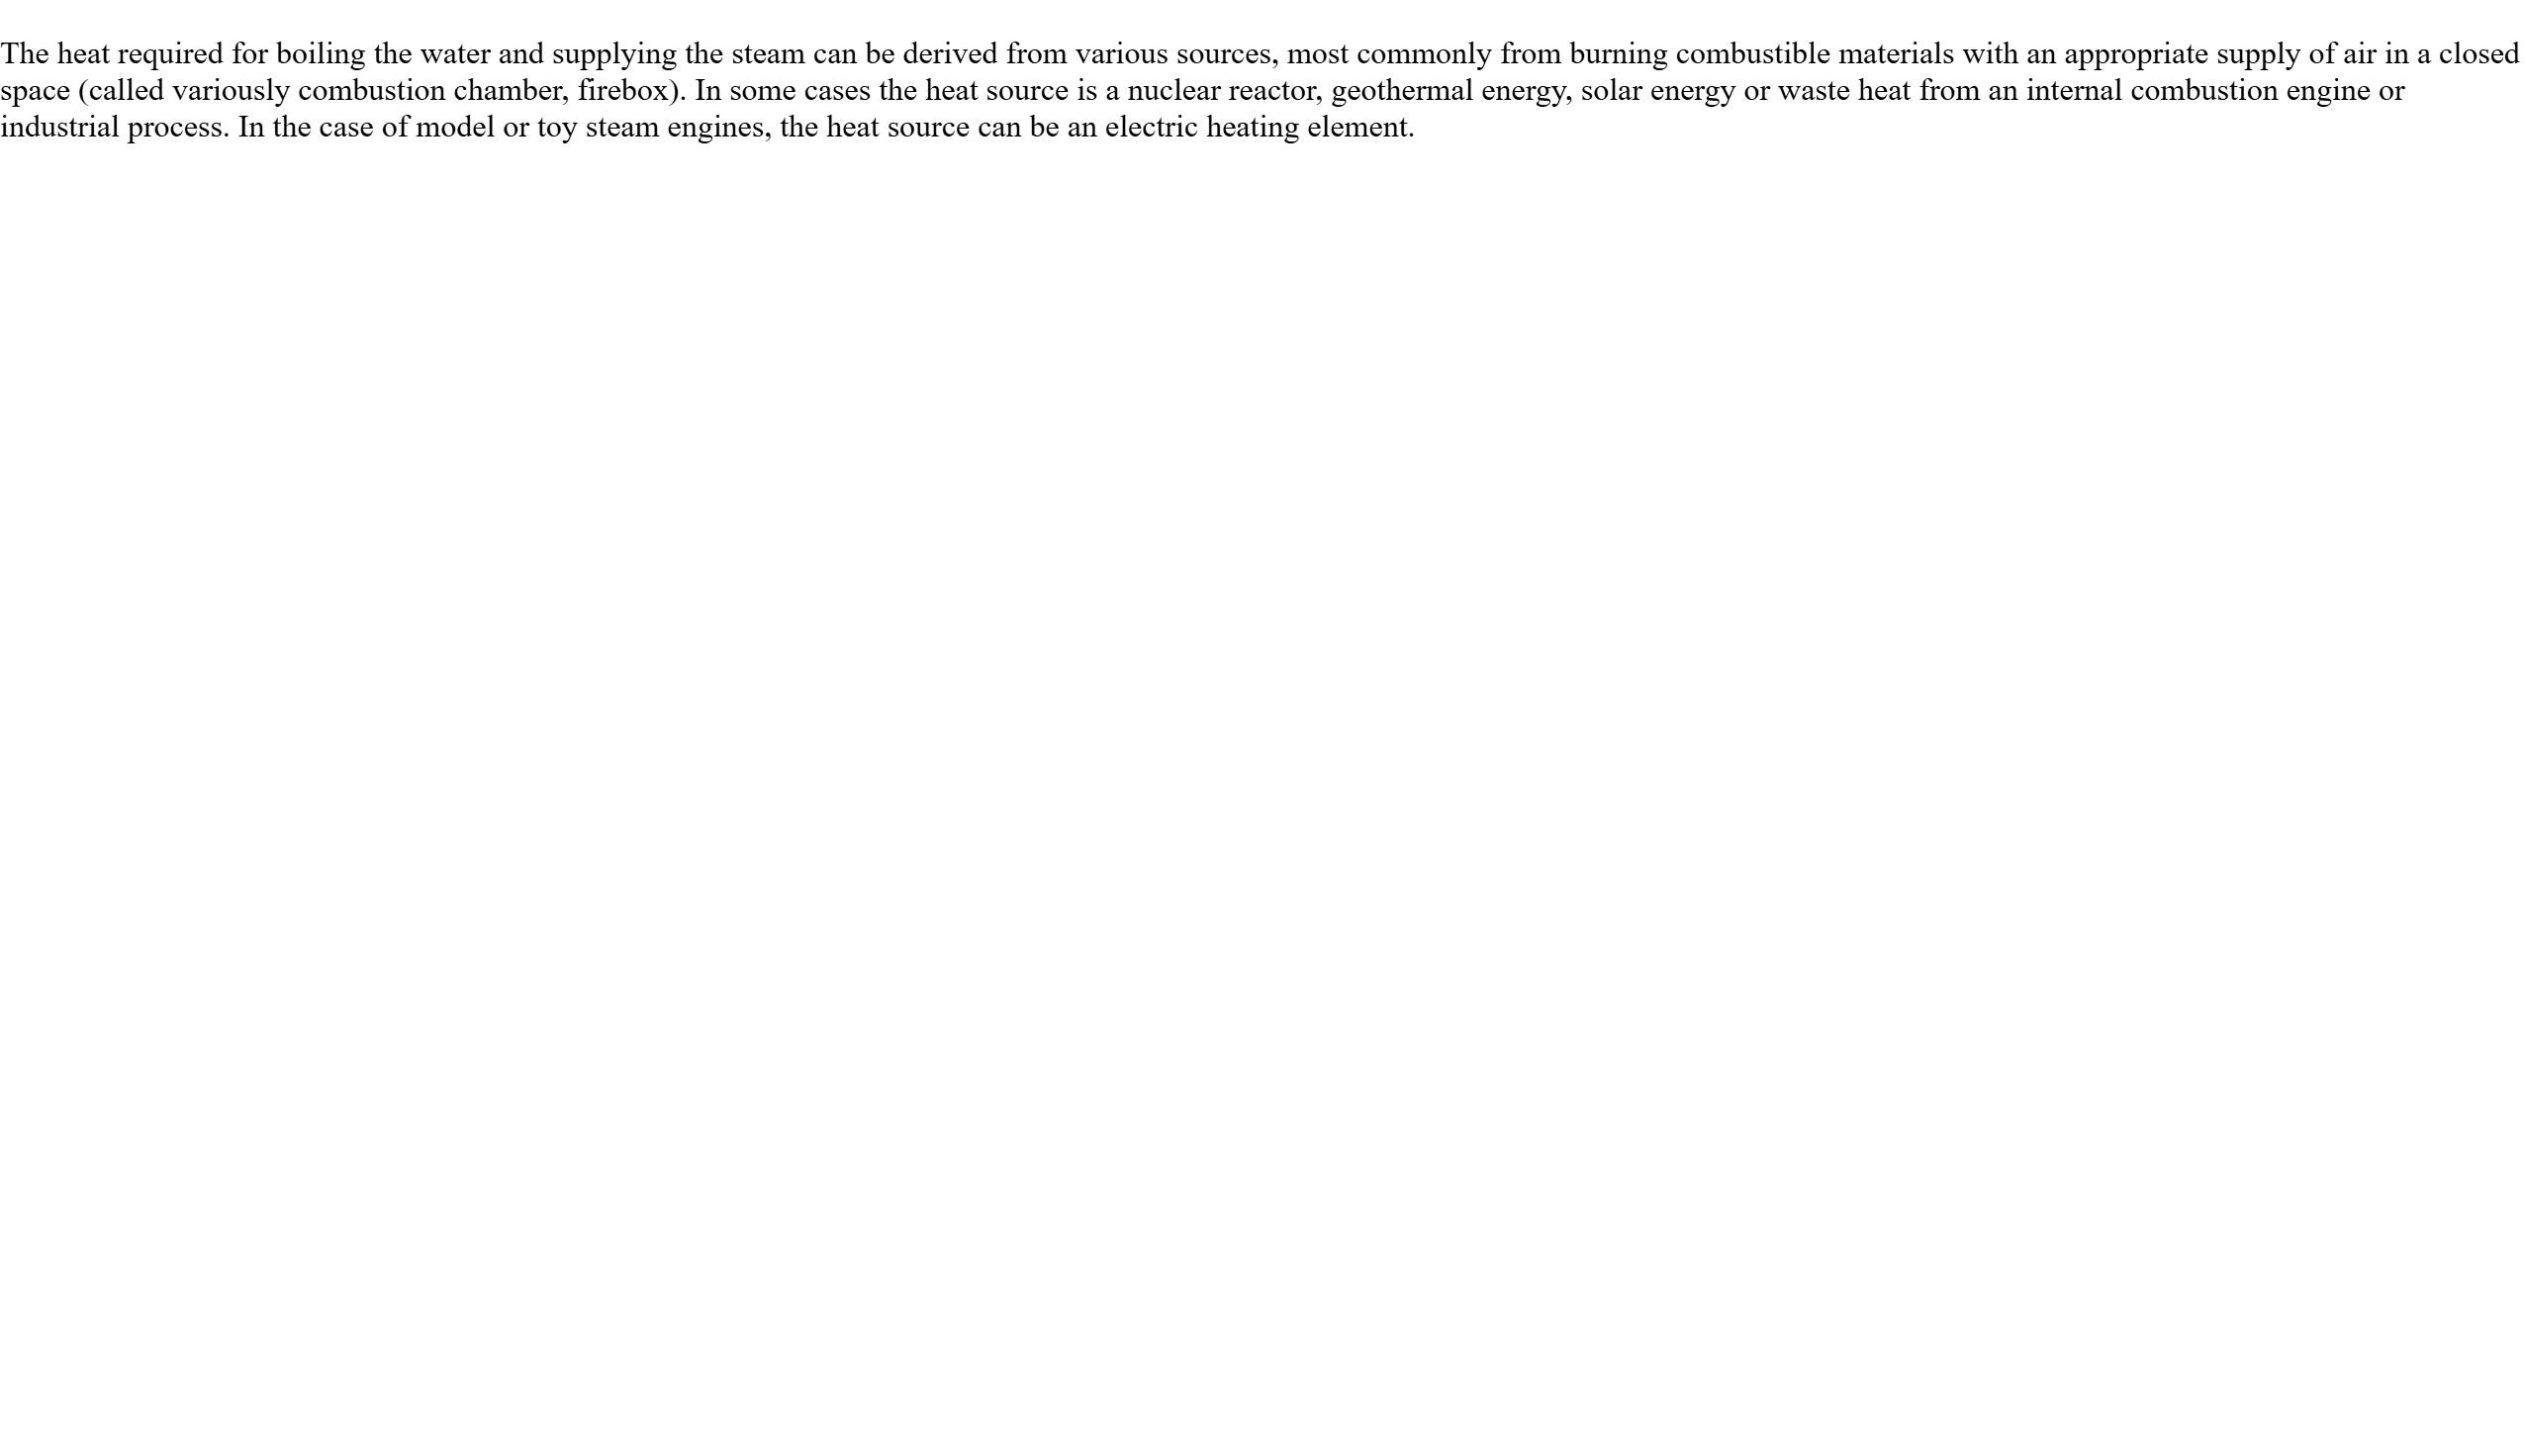 The heat required for boiling the water and supplying the steam can be derived from various sources, most commonly from burning combustible materials with an appropriate supply of air in a closed
space (called variously combustion chamber, firebox). In some cases the heat source is a nuclear reactor, geothermal energy, solar energy or waste heat from an internal combustion engine or
industrial process. In the case of model or toy steam engines, the heat source can be an electric heating element.